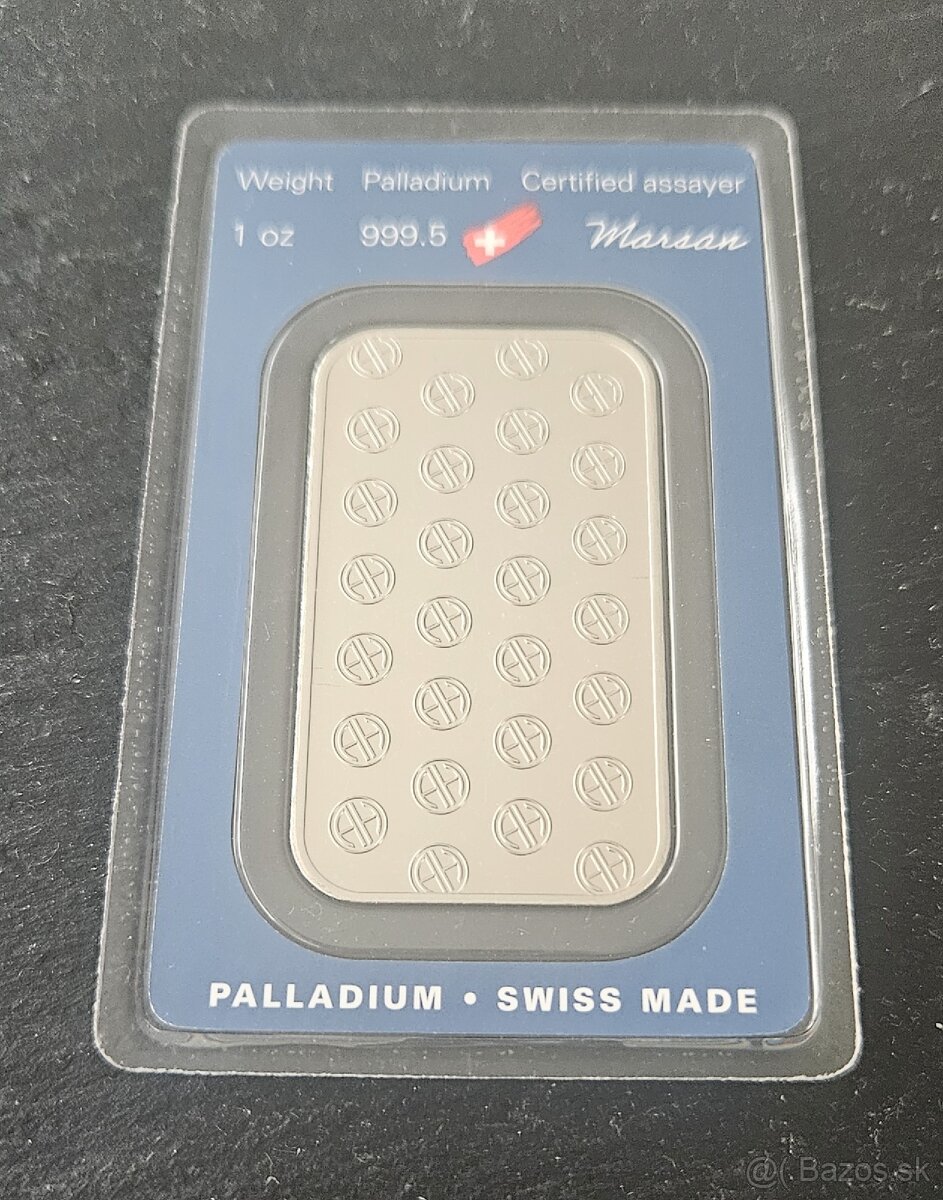 Weight Palladium Certified assayer
1 oz 999.5 Marsan
PALLADIUM • SWISS MADE
@( Bazos.sk